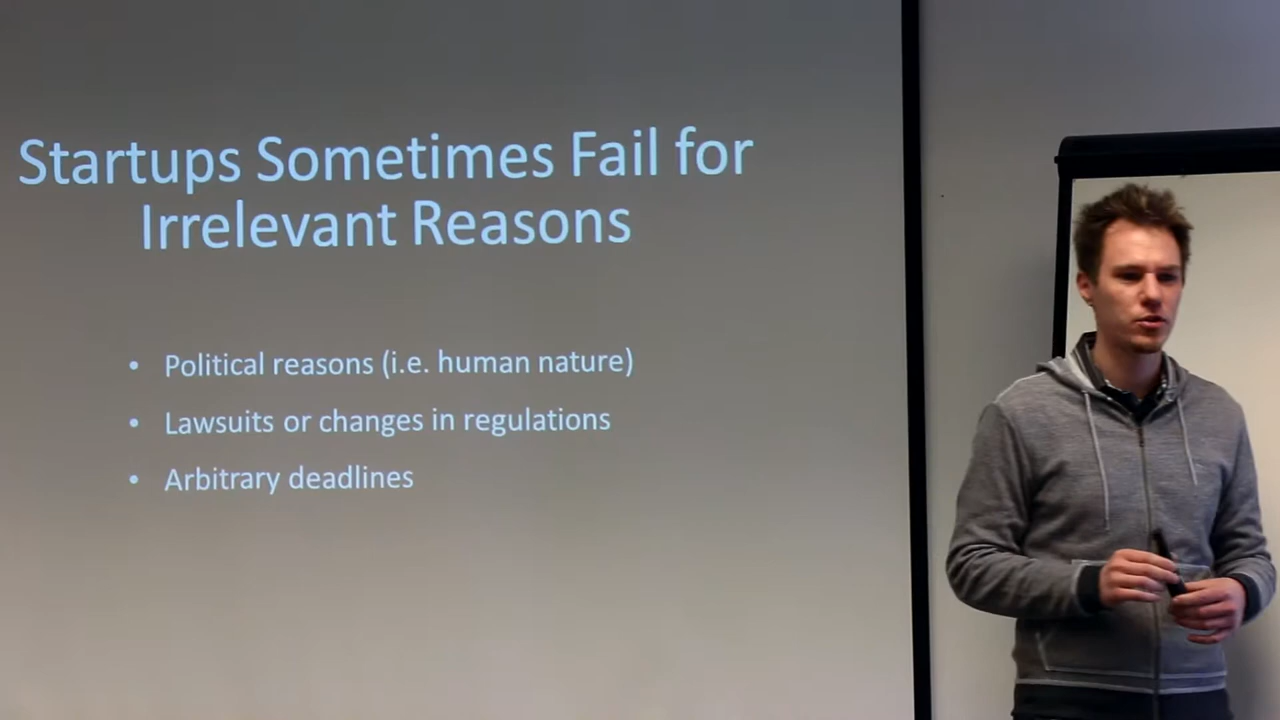 Startups Sometimes Fail for
Irrelevant Reasons
• Political reasons (i.e. human nature)
• Lawsuits or changes in regulations
• Arbitrary deadlines